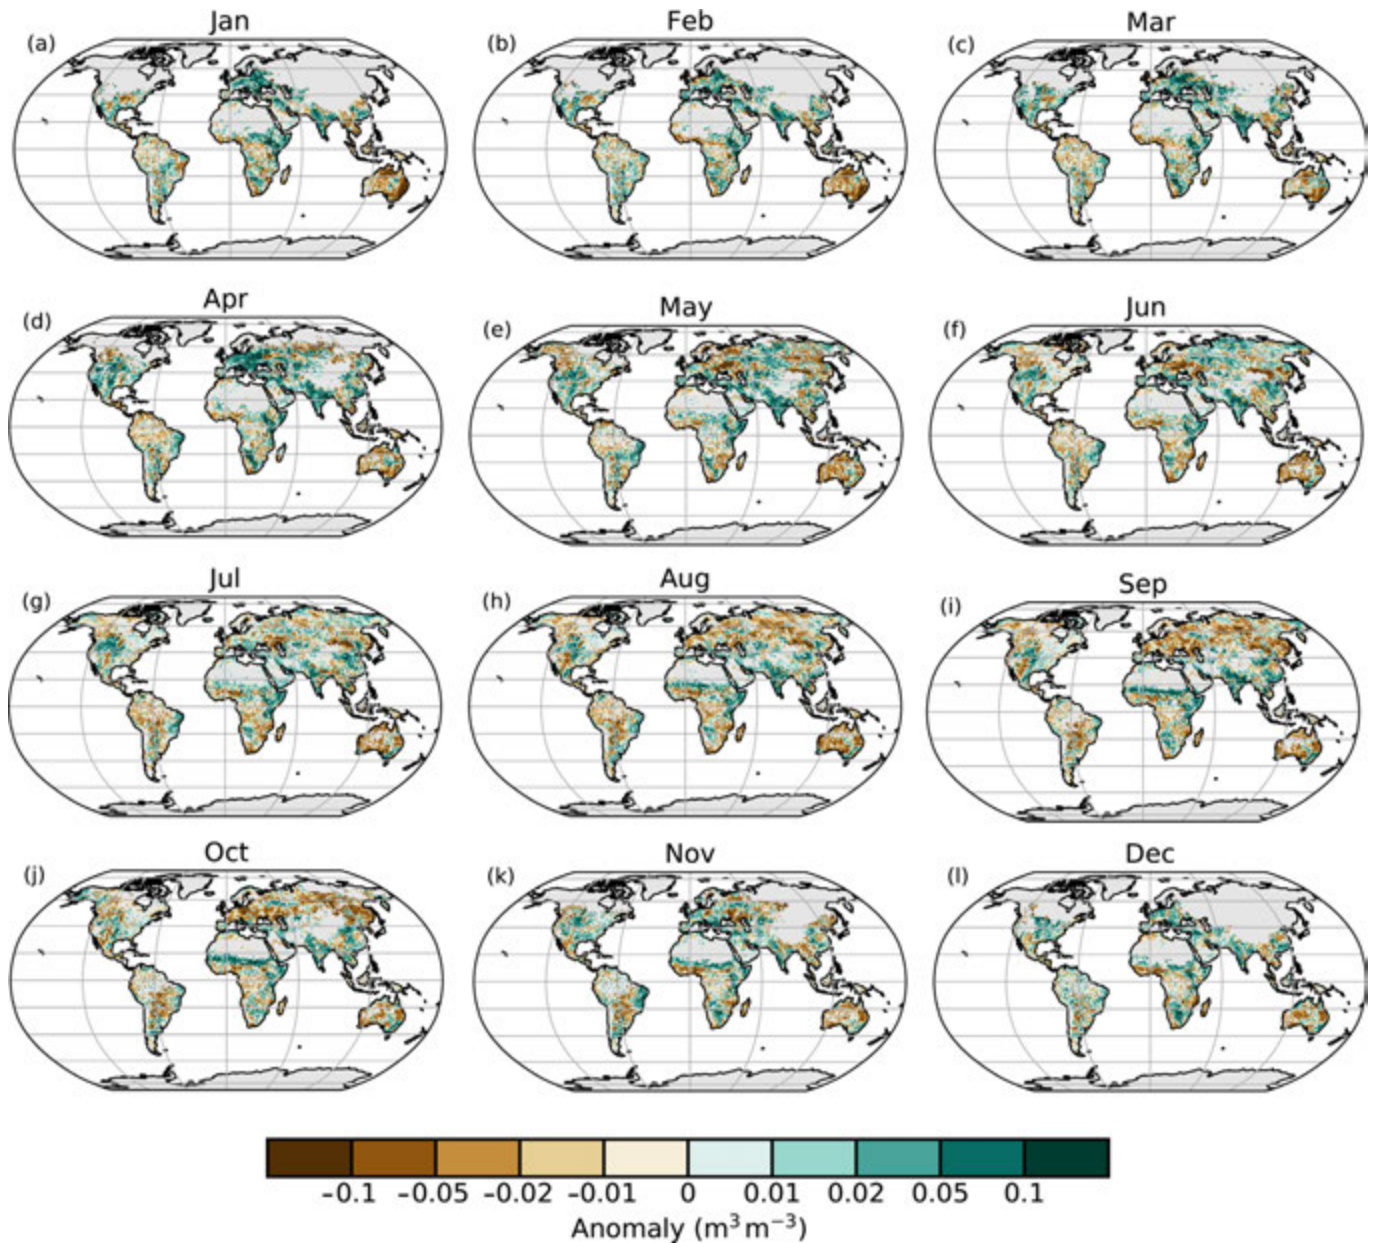 Jan Feb Mar
(a) (b) (c)
Apr May Jun
(d) (e) (f)
Jul Aug Sep
(g) (h) (i)
Oct Nov Dec
(j) (k) (l)
−0.1 −0.05 −0.02 −0.01 0 0.01 0.02 0.05 0.1
Anomaly (m³ m⁻³)